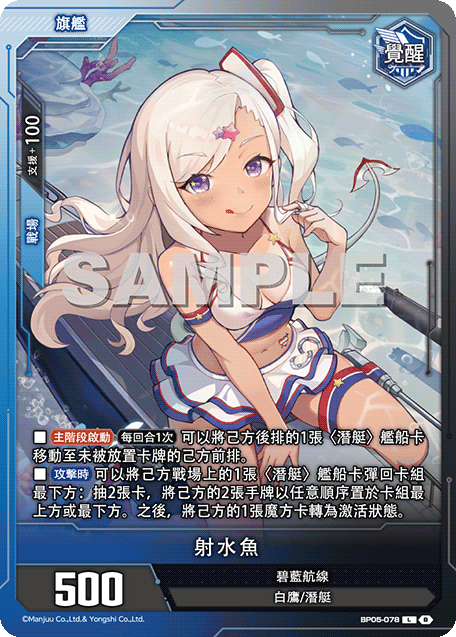 旗艦
覺醒
支援+100
戰場
SAMPLE
■ 主階段啟動 每回合1次 可以將己方後排的1張〈潛艇〉艦船卡
移動至未被放置卡牌的己方前排。
■ 攻擊時 可以將己方戰場上的1張〈潛艇〉艦船卡彈回卡組
最下方：抽2張卡，將己方的2張手牌以任意順序置於卡組最
上方或最下方。之後，將己方的1張魔方卡轉為激活狀態。
射水魚
500
碧藍航線
白鷹/潛艇
©Manjuu Co.,Ltd.& Yongshi Co.,Ltd.
BP05-078 L R